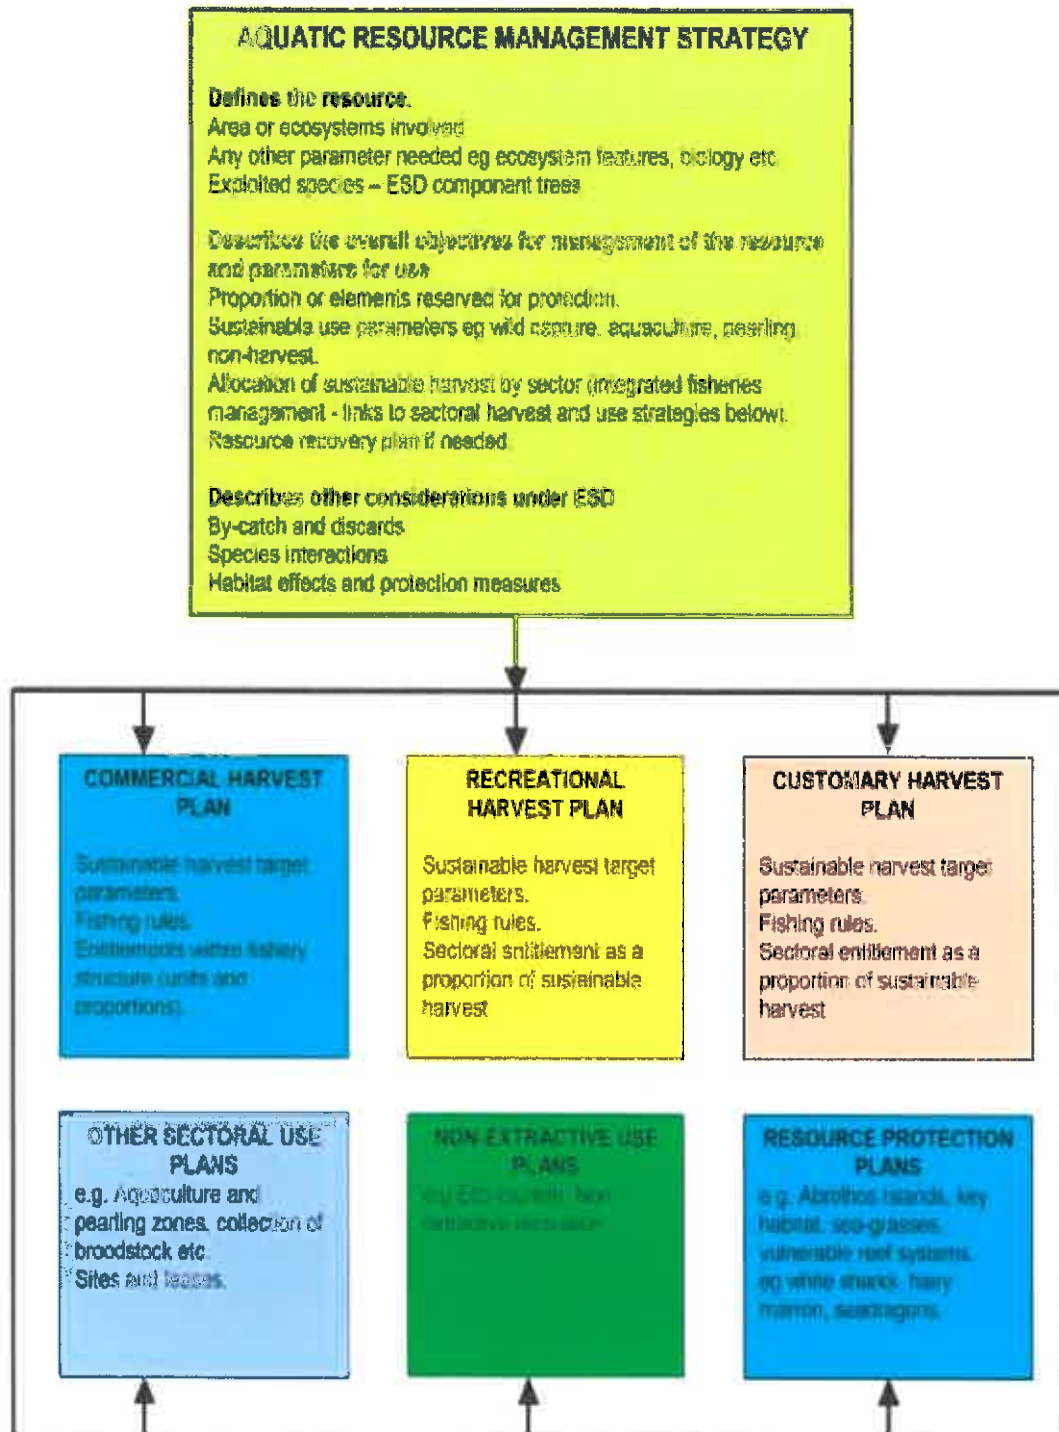 AQUATIC RESOURCE MANAGEMENT STRATEGY
Defines the resource.
Area or ecosystems involved
Any other parameter needed eg ecosystem features, biology etc
Exploited species – ESD component trees
Describes the overall objectives for management of the resource
and parameters for use
Proportion or elements reserved for protection.
Sustainable use parameters eg wild capture, aquaculture, pearling
non-harvest.
Allocation of sustainable harvest by sector (integrated fisheries
management - links to sectoral harvest and use strategies below).
Resource recovery plan if needed.
Describes other considerations under ESD
By-catch and discards
Species interactions
Habitat effects and protection measures
COMMERCIAL HARVEST
PLAN
Sustainable harvest target
parameters.
Fishing rules.
Entitlements within fishery
structure (units and
proportions).
RECREATIONAL
HARVEST PLAN
Sustainable harvest target
parameters.
Fishing rules.
Sectoral entitlement as a
proportion of sustainable
harvest
CUSTOMARY HARVEST
PLAN
Sustainable harvest target
parameters.
Fishing rules.
Sectoral entitlement as a
proportion of sustainable
harvest
OTHER SECTORAL USE
PLANS
e.g. Aquaculture and
pearling zones, collection of
broodstock etc
Sites and leases.
NON-EXTRACTIVE USE
PLANS
e.g Eco-tourism, Non
extractive recreation
RESOURCE PROTECTION
PLANS
e.g. Abrolhos Islands, key
habitat, sea-grasses,
vulnerable reef systems.
eg white sharks, hairy
marron, seadragons.